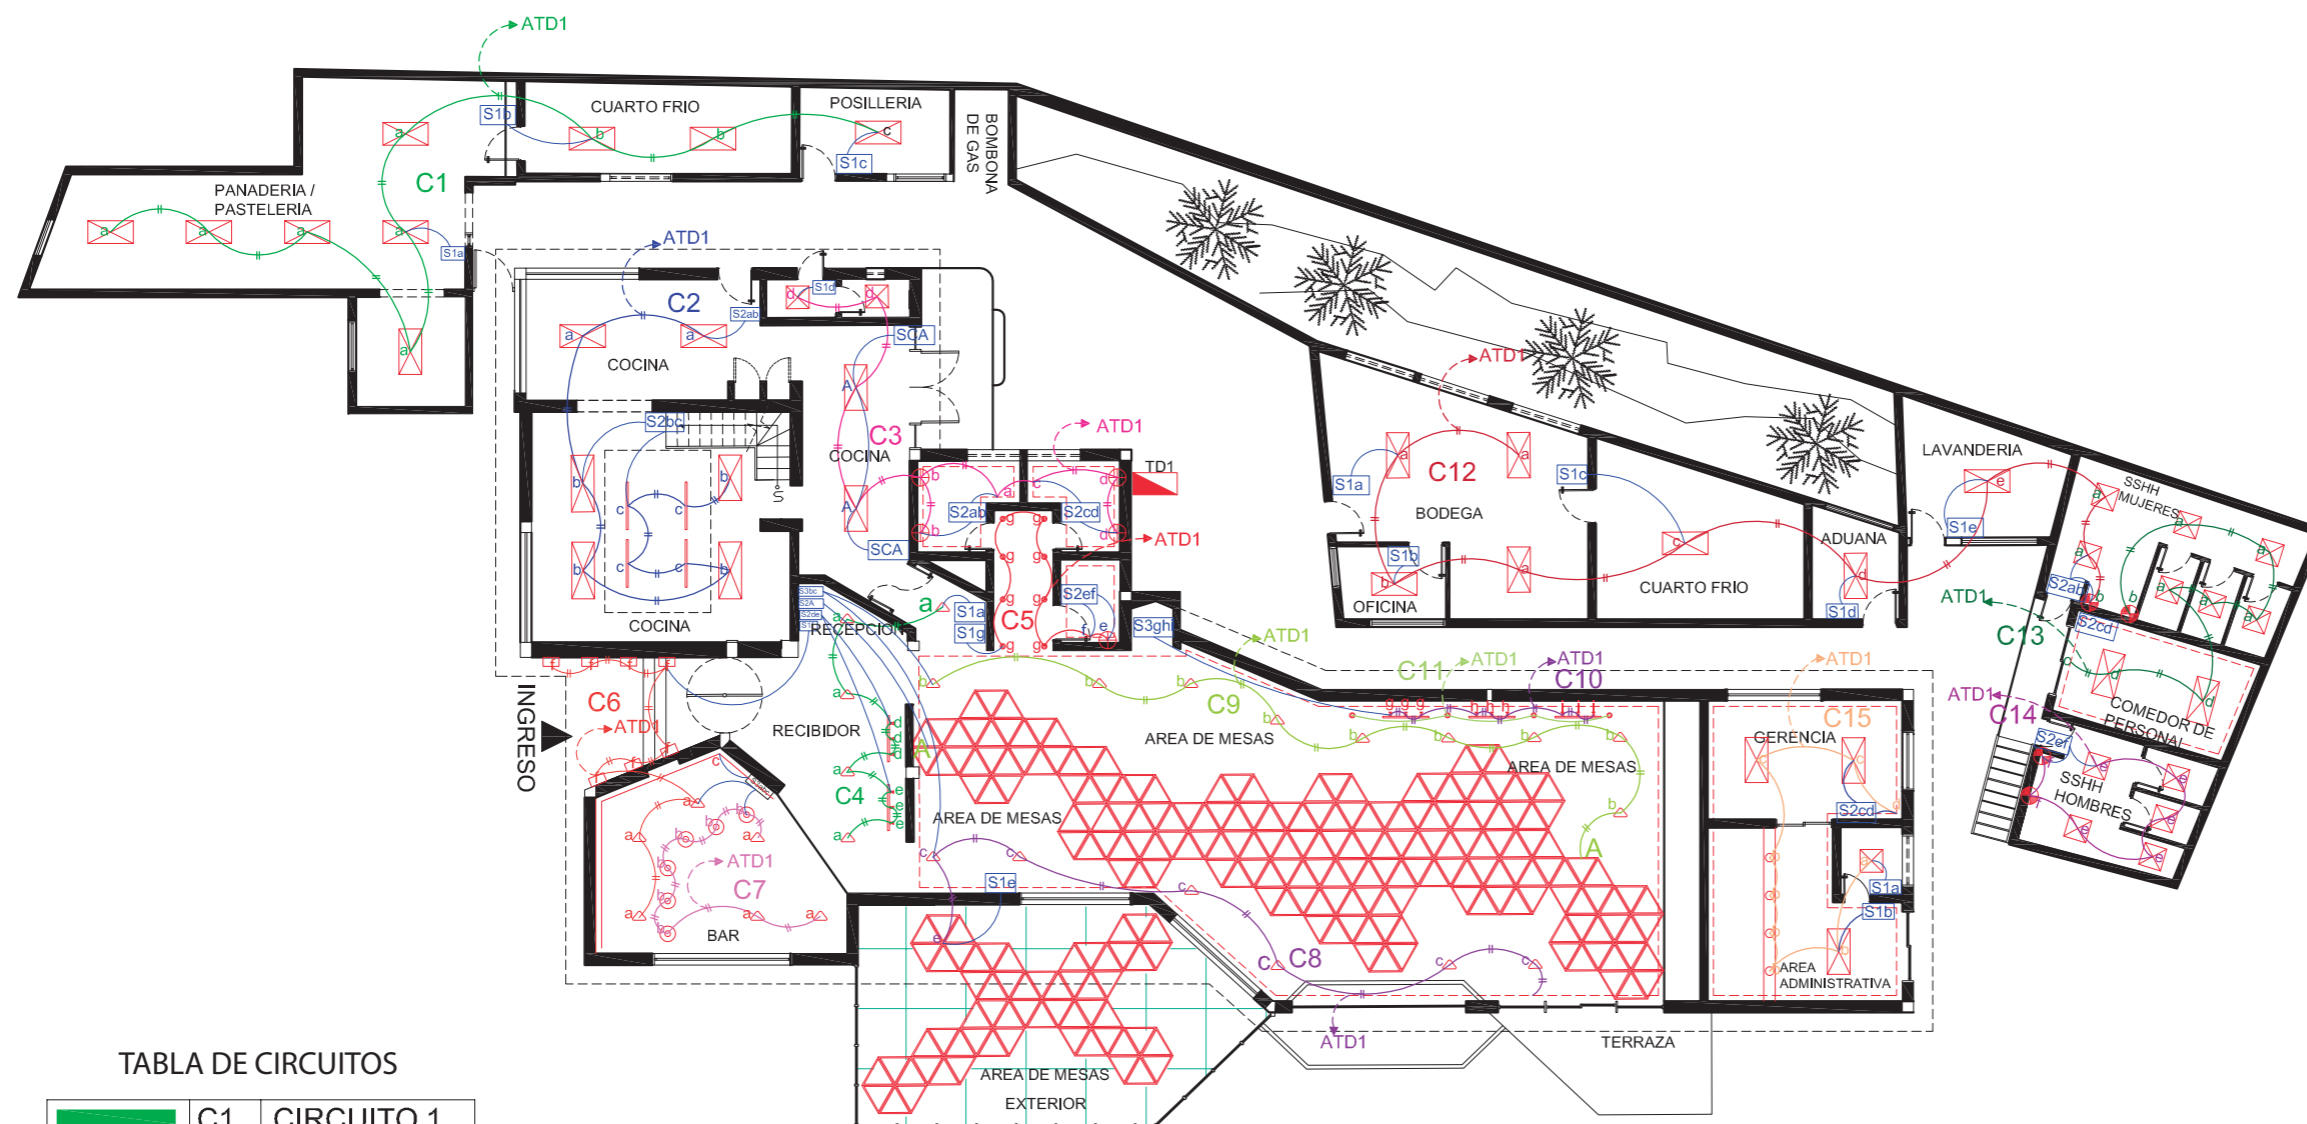 ATD1
CUARTO FRIO
POSILLERIA
S1b
a
b
b
c
S1c
BOMBONA
DE GAS
C1
PANADERIA /
PASTELERIA
a
a
a
a
S1a
a
ATD1
C2
S1d
d
d
S2ab
a
a
SCA
COCINA
A
ATD1
S2bc
C3
COCINA
b
b
c
c
S
A
SCA
b
b
c
c
COCINA
ATD1
TD1
b
a
c
d
S2ab
S2cd
b
d
g
g
g
g
g
g
g
g
ATD1
S2ef
f
e
C5
S1a
S1g
a
ATD1
S1a
a
C12
a
S1c
BODEGA
S1b
b
a
OFICINA
c
CUARTO FRIO
ADUANA
d
S1d
LAVANDERIA
e
S1e
SSHH
MUJERES
a
a
a
a
a
a
a
S2ab
b
b
S2cd
ATD1
C13
c
d
d
COMEDOR DE
PERSONAL
ATD1
C14
S2ef
SSHH
HOMBRES
f
f
e
e
e
e
e
S3bc
S2A
S2de
RECEPCION
a
a
S3ghi
ATD1
C11
ATD1
ATD1
C10
ATD1
INGRESO
C6
ATD1
f
f
f
f
f
f
RECIBIDOR
d
d
d
A
a
C4
e
e
e
a
b
b
b
C9
b
AREA DE MESAS
g g g
h h h
i i i
b
b
b
b
AREA DE MESAS
b
A
AREA DE MESAS
C15
GERENCIA
c
c
S2cd
d
c
a
a
a
b
b
b
b
b
b
b
ATD1
C7
a
a
a
BAR
c
c
c
S1e
e
c
C8
c
c
ATD1
S1a
a
S1b
b
b
b
b
b
AREA
ADMINISTRATIVA
TERRAZA
AREA DE MESAS
EXTERIOR
TABLA DE CIRCUITOS
C1 CIRCUITO 1